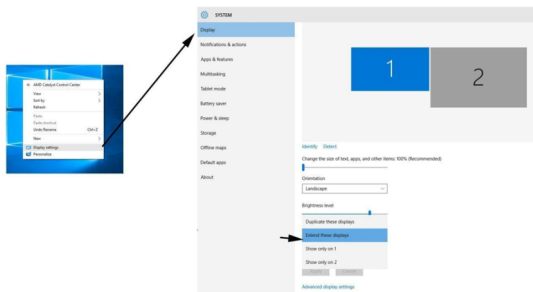 AMD Catalyst Control Center
View
Sort by
Refresh
Paste
Paste shortcut
Undo Rename Ctrl+Z
New
Display settings
Personalize
SYSTEM
Display
Notifications & actions
Apps & features
Multitasking
Tablet mode
Battery saver
Power & sleep
Storage
Offline maps
Default apps
About
1
2
Identify Detect
Change the size of text, apps, and other items: 100% (Recommended)
Orientation
Landscape
Brightness level
Duplicate these displays
Extend these displays
Show only on 1
Show only on 2
Apply Cancel
Advanced display settings